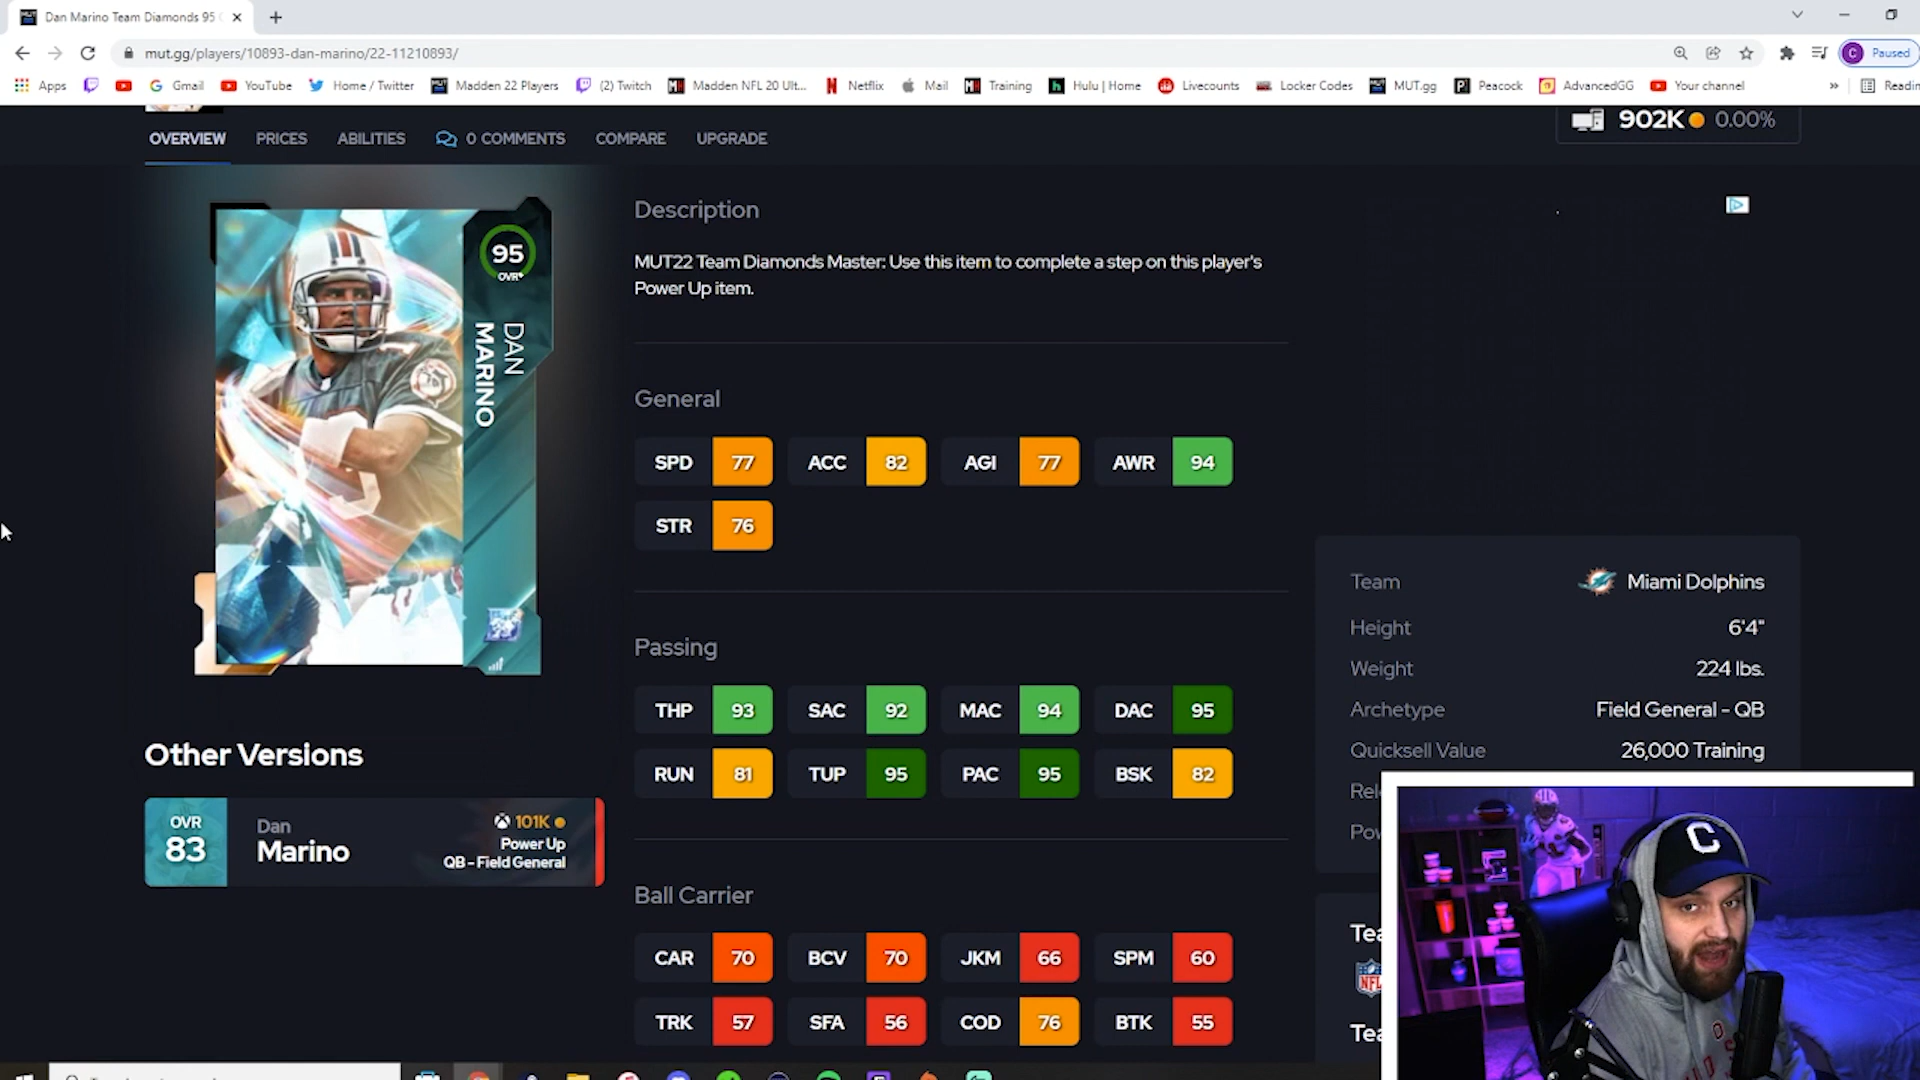 Dan Marino Team Diamonds 95
mut.gg/players/10893-dan-marino/22-11210893/
C Paused
Apps Gmail YouTube Home / Twitter Madden 22 Players (2) Twitch Madden NFL 20 Ult... Netflix Mail Training Hulu | Home Livecounts Locker Codes MUT.gg Peacock AdvancedGG Your channel » Readin
OVERVIEW PRICES ABILITIES 0 COMMENTS COMPARE UPGRADE
902K 0.00%
95
OVR
DAN
MARINO
Description
MUT22 Team Diamonds Master: Use this item to complete a step on this player's
Power Up item.
General
SPD 77 ACC 82 AGI 77 AWR 94
STR 76
Passing
THP 93 SAC 92 MAC 94 DAC 95
RUN 81 TUP 95 PAC 95 BSK 82
Ball Carrier
CAR 70 BCV 70 JKM 66 SPM 60
TRK 57 SFA 56 COD 76 BTK 55
Other Versions
OVR
83
Dan
Marino
101K
Power Up
QB - Field General
Team Miami Dolphins
Height 6'4"
Weight 224 lbs.
Archetype Field General - QB
Quicksell Value 26,000 Training
Rel
Pow
Tea
NFL
Tea
C